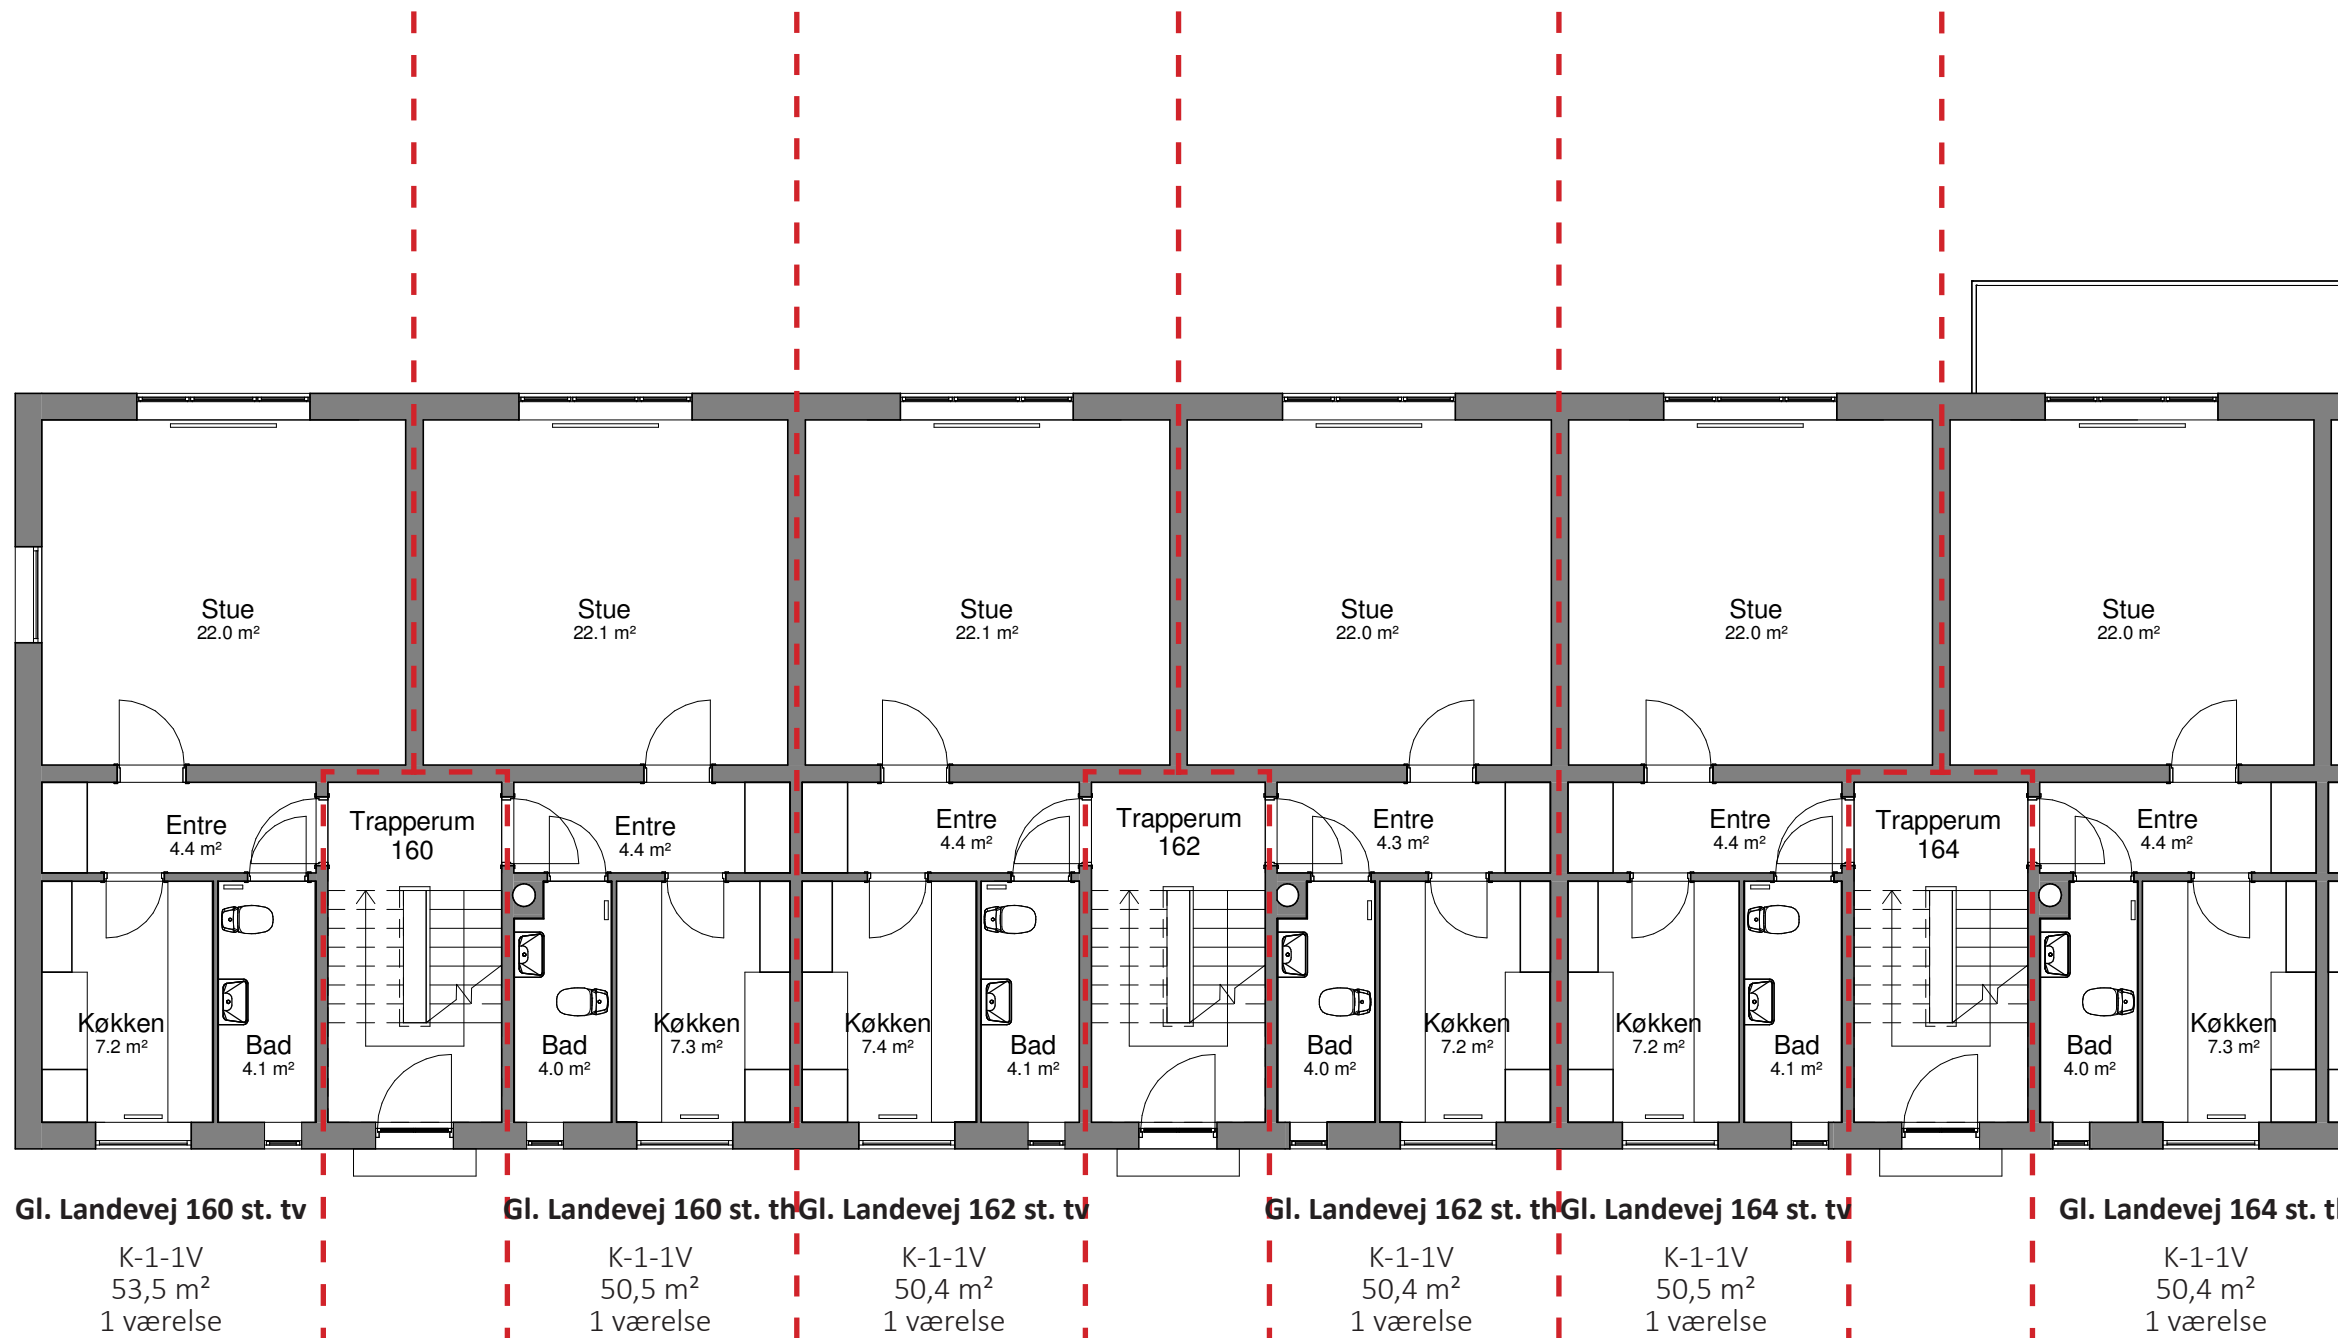 Stue
22.0 m²
Stue
22.1 m²
Stue
22.1 m²
Stue
22.0 m²
Stue
22.0 m²
Stue
22.0 m²
Entre
4.4 m²
Trapperum
160
Entre
4.4 m²
Entre
4.4 m²
Trapperum
162
Entre
4.3 m²
Entre
4.4 m²
Trapperum
164
Entre
4.4 m²
Køkken
7.2 m²
Bad
4.1 m²
Bad
4.0 m²
Køkken
7.3 m²
Køkken
7.4 m²
Bad
4.1 m²
Bad
4.0 m²
Køkken
7.2 m²
Køkken
7.2 m²
Bad
4.1 m²
Bad
4.0 m²
Køkken
7.3 m²
Gl. Landevej 160 st. tv
K-1-1V
53,5 m²
1 værelse
Gl. Landevej 160 st. th
K-1-1V
50,5 m²
1 værelse
Gl. Landevej 162 st. tv
K-1-1V
50,4 m²
1 værelse
Gl. Landevej 162 st. th
K-1-1V
50,4 m²
1 værelse
Gl. Landevej 164 st. tv
K-1-1V
50,5 m²
1 værelse
Gl. Landevej 164 st.
K-1-1V
50,4 m²
1 værelse